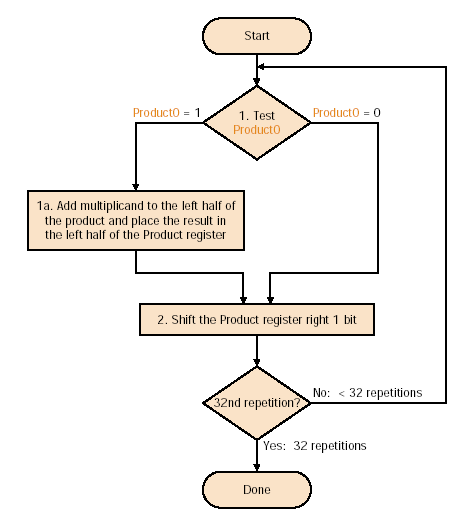 Start
Product0 = 1
1. Test
Product0
Product0 = 0
1a. Add multiplicand to the left half of
the product and place the result in
the left half of the Product register
2. Shift the Product register right 1 bit
32nd repetition?
No: < 32 repetitions
Yes: 32 repetitions
Done